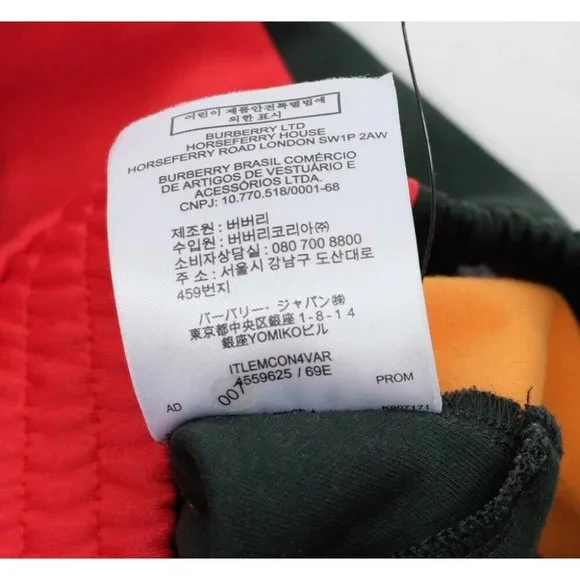 어린이 제품안전특별법에
의한 표시
BURBERRY LTD
HORSEFERRY HOUSE
HORSEFERRY ROAD LONDON SW1P 2AW
BURBERRY BRASIL COMÉRCIO
DE ARTIGOS DE VESTUÁRIO E
ACESSÓRIOS LTDA.
CNPJ: 10.770.518/0001-68
제조원 : 버버리
수입원 : 버버리코리아㈜
소비자상담실 : 080 700 8800
주 소 : 서울시 강남구 도산대로
459번지
バーバリー・ジャパン㈱
東京都中央区銀座1-8-14
銀座YOMIKOビル
ITLEMCON4VAR
4559625 / 69E
007
AD
PROM